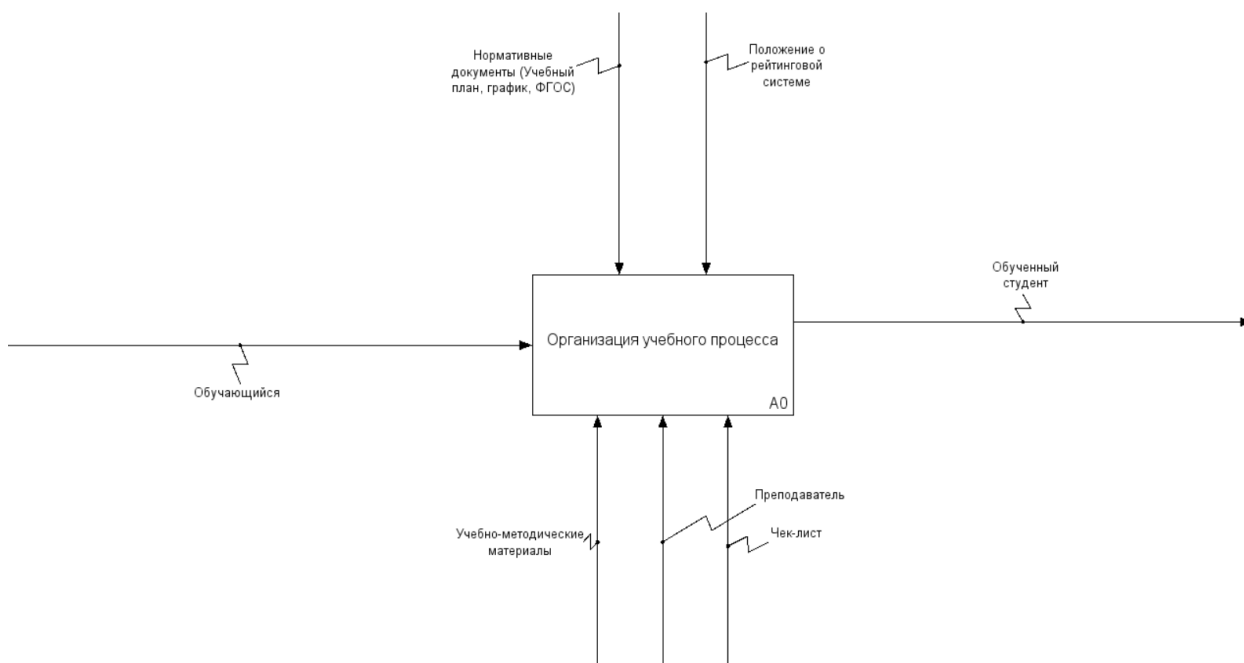 Нормативные
документы (Учебный
план, график, ФГОС)
Положение о
рейтинговой
системе
Обученный
студент
Организация учебного процесса
A0
Обучающийся
Преподаватель
Учебно-методические
материалы
Чек-лист